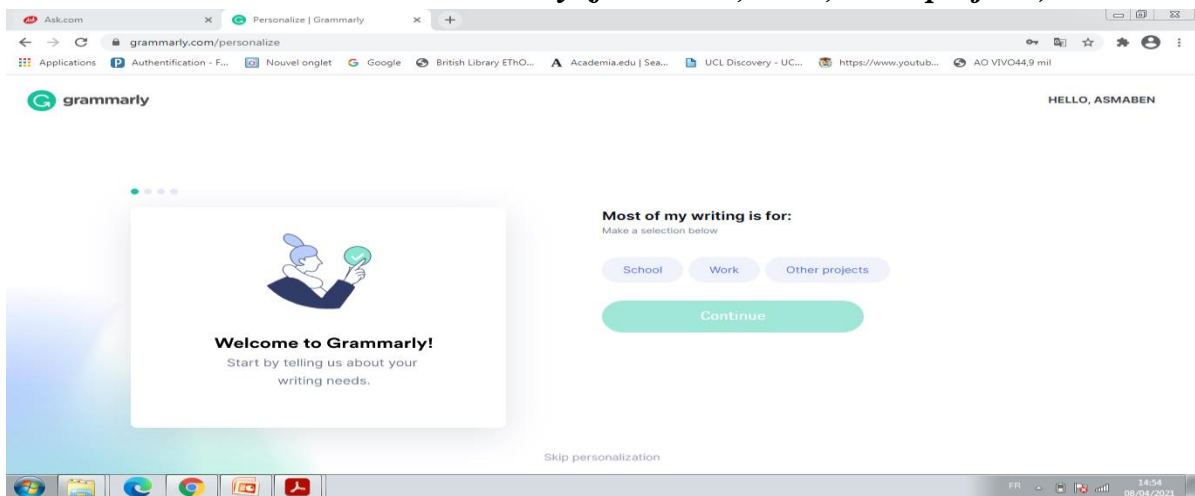 Ask.com
Personalize | Grammarly
grammarly.com/personalize
Applications
Authentification - F...
Nouvel onglet
Google
British Library EThO...
Academia.edu | Sea...
UCL Discovery - UC...
https://www.youtub...
AO VIVO44,9 mil
grammarly
HELLO, ASMABEN
Most of my writing is for:
Make a selection below
School
Work
Other projects
Continue
Welcome to Grammarly!
Start by telling us about your
writing needs.
Skip personalization
FR
14:54
08/04/2021